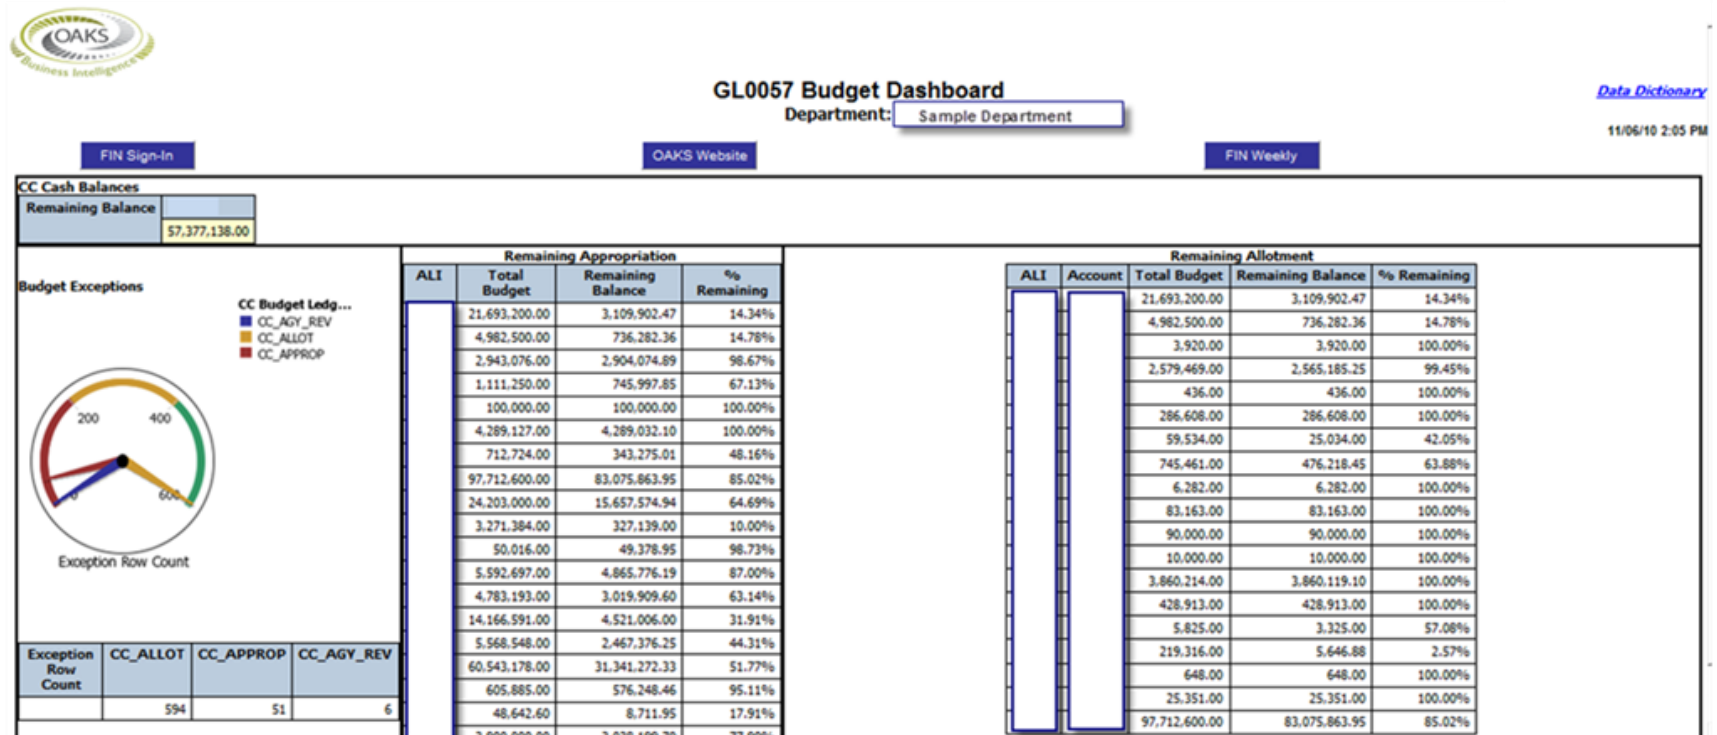 OAKS
Business Intelligence
GL0057 Budget Dashboard
Department: Sample Department
Data Dictionary
11/06/10 2:05 PM
FIN Sign-In OAKS Website FIN Weekly
CC Cash Balances
Remaining Balance
57,377,138.00
Budget Exceptions
CC Budget Ledg...
CC_AGY_REV
CC_ALLOT
CC_APPROP
200 400
0 600
Exception Row Count
Exception Row Count CC_ALLOT CC_APPROP CC_AGY_REV
594 51 6
Remaining Appropriation
ALI Total Budget Remaining Balance % Remaining
21,693,200.00 3,109,902.47 14.34%
4,982,500.00 736,282.36 14.78%
2,943,076.00 2,904,074.89 98.67%
1,111,250.00 745,997.85 67.13%
100,000.00 100,000.00 100.00%
4,289,127.00 4,289,032.10 100.00%
712,724.00 343,275.01 48.16%
97,712,600.00 83,075,863.95 85.02%
24,203,000.00 15,657,574.94 64.69%
3,271,384.00 327,139.00 10.00%
50,016.00 49,378.95 98.73%
5,592,697.00 4,865,776.19 87.00%
4,783,193.00 3,019,909.60 63.14%
14,166,591.00 4,521,006.00 31.91%
5,568,548.00 2,467,376.25 44.31%
60,543,178.00 31,341,272.33 51.77%
605,885.00 576,248.46 95.11%
48,642.60 8,711.95 17.91%
Remaining Allotment
ALI Account Total Budget Remaining Balance % Remaining
21,693,200.00 3,109,902.47 14.34%
4,982,500.00 736,282.36 14.78%
3,920.00 3,920.00 100.00%
2,579,469.00 2,565,185.25 99.45%
436.00 436.00 100.00%
286,608.00 286,608.00 100.00%
59,534.00 25,034.00 42.05%
745,461.00 476,218.45 63.88%
6,282.00 6,282.00 100.00%
83,163.00 83,163.00 100.00%
90,000.00 90,000.00 100.00%
10,000.00 10,000.00 100.00%
3,860,214.00 3,860,119.10 100.00%
428,913.00 428,913.00 100.00%
5,825.00 3,325.00 57.08%
219,316.00 5,646.88 2.57%
648.00 648.00 100.00%
25,351.00 25,351.00 100.00%
97,712,600.00 83,075,863.95 85.02%